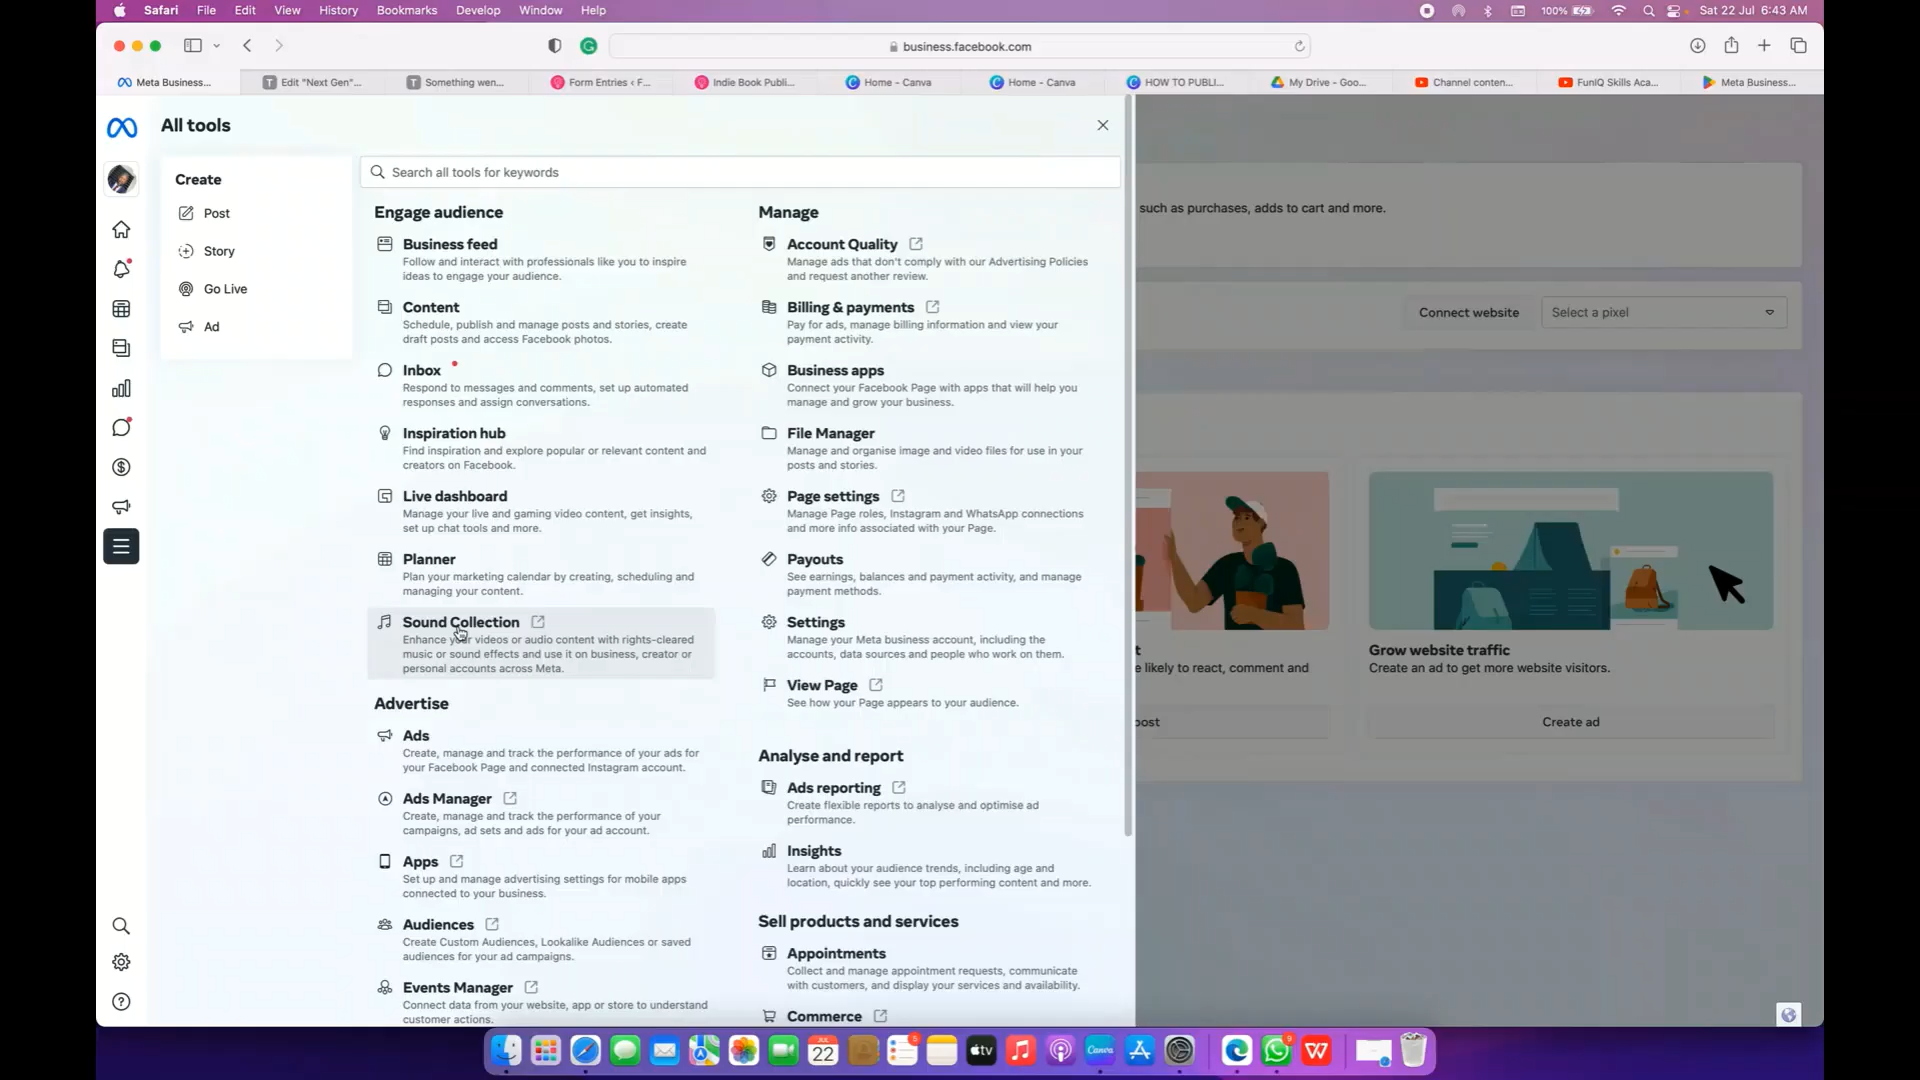 Safari File Edit View History Bookmarks Develop Window Help
100% Sat 22 Jul 6:43 AM
business.facebook.com
Meta Business...
Edit "Next Gen"...
Something wen...
Form Entries ‹ F...
Indie Book Publi...
Home – Canva
Home – Canva
HOW TO PUBLI...
My Drive – Goo...
Channel conten...
FunIQ Skills Aca...
Meta Business...
All tools
Create
Post
Story
Go Live
Ad
Search all tools for keywords
Engage audience
Business feed
Follow and interact with professionals like you to inspire
ideas to engage your audience.
Content
Schedule, publish and manage posts and stories, create
draft posts and access Facebook photos.
Inbox
Respond to messages and comments, set up automated
responses and assign conversations.
Inspiration hub
Find inspiration and explore popular or relevant content and
creators on Facebook.
Live dashboard
Manage your live and gaming video content, get insights,
set up chat tools and more.
Planner
Plan your marketing calendar by creating, scheduling and
managing your content.
Sound Collection
Enhance your videos or audio content with rights-cleared
music or sound effects and use it on business, creator or
personal accounts across Meta.
Advertise
Ads
Create, manage and track the performance of your ads for
your Facebook Page and connected Instagram account.
Ads Manager
Create, manage and track the performance of your
campaigns, ad sets and ads for your ad account.
Apps
Set up and manage advertising settings for mobile apps
connected to your business.
Audiences
Create Custom Audiences, Lookalike Audiences or saved
audiences for your ad campaigns.
Events Manager
Connect data from your website, app or store to understand
customer actions.
Manage
Account Quality
Manage ads that don't comply with our Advertising Policies
and request another review.
Billing & payments
Pay for ads, manage billing information and view your
payment activity.
Business apps
Connect your Facebook Page with apps that will help you
manage and grow your business.
File Manager
Manage and organise image and video files for use in your
posts and stories.
Page settings
Manage Page roles, Instagram and WhatsApp connections
and more info associated with your Page.
Payouts
See earnings, balances and payment activity, and manage
payment methods.
Settings
Manage your Meta business account, including the
accounts, data sources and people who work on them.
View Page
See how your Page appears to your audience.
Analyse and report
Ads reporting
Create flexible reports to analyse and optimise ad
performance.
Insights
Learn about your audience trends, including age and
location, quickly see your top performing content and more.
Sell products and services
Appointments
Collect and manage appointment requests, communicate
with customers, and display your services and availability.
Commerce
such as purchases, adds to cart and more.
Connect website
Select a pixel
t
e likely to react, comment and
post
Grow website traffic
Create an ad to get more website visitors.
Create ad
JUL
22
5
tv
Canva
9
W